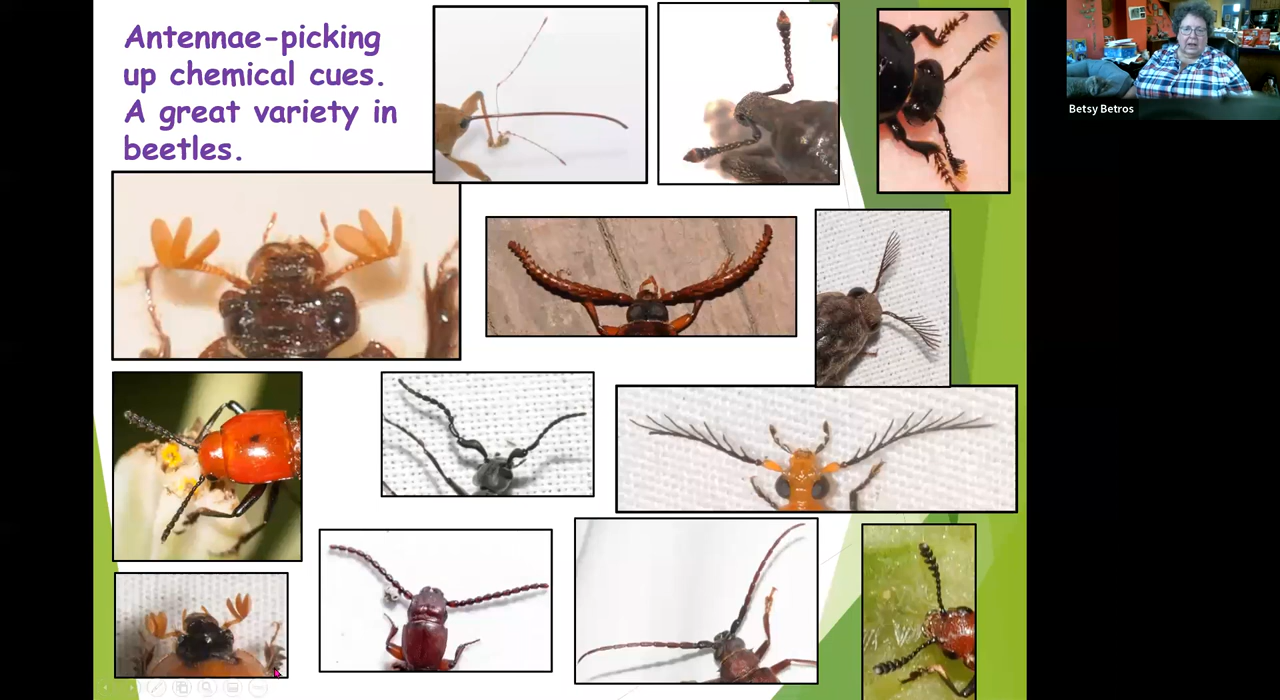 Antennae-picking
up chemical cues.
A great variety in
beetles.
Betsy Betros